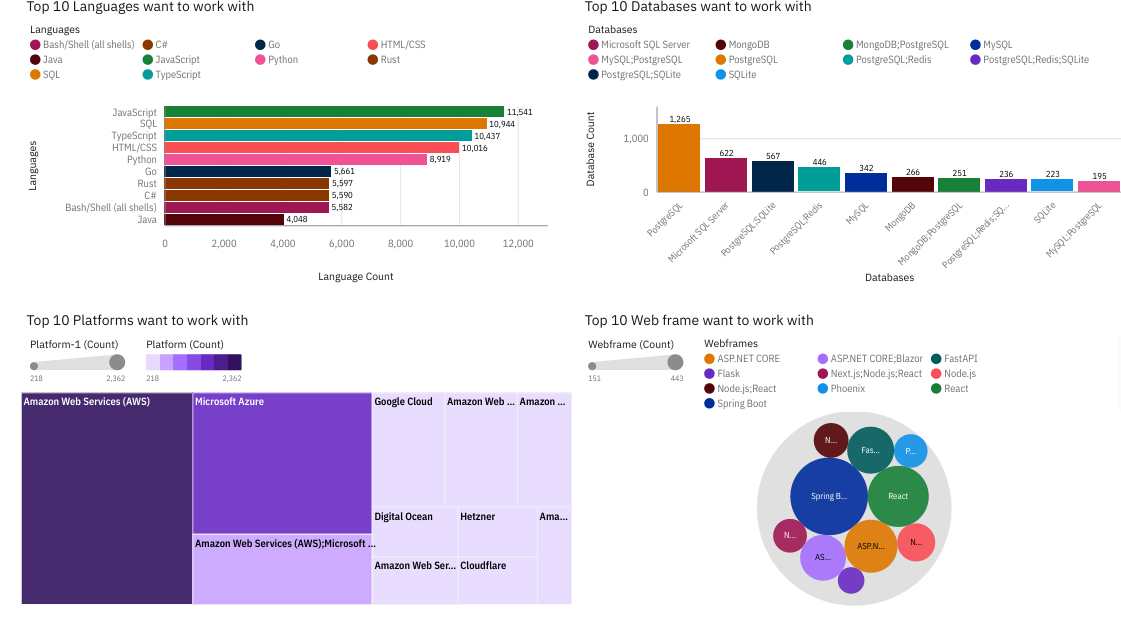 Top 10 Languages want to work with
Languages
Bash/Shell (all shells) C# Go HTML/CSS
Java JavaScript Python Rust
SQL TypeScript
Languages
JavaScript 11,541
SQL 10,944
TypeScript 10,437
HTML/CSS 10,016
Python 8,919
Go 5,661
Rust 5,597
C# 5,590
Bash/Shell (all shells) 5,582
Java 4,048
0 2,000 4,000 6,000 8,000 10,000 12,000
Language Count
Top 10 Databases want to work with
Databases
Microsoft SQL Server MongoDB MongoDB;PostgreSQL MySQL
MySQL;PostgreSQL PostgreSQL PostgreSQL;Redis PostgreSQL;Redis;SQLite
PostgreSQL;SQLite SQLite
Database Count
1,000
0
1,265 622 567 446 342 266 251 236 223 195
PostgreSQL
Microsoft SQL Server
PostgreSQL;SQLite
PostgreSQL;Redis
MySQL
MongoDB
MongoDB;PostgreSQL
PostgreSQL;Redis;SQ...
SQLite
MySQL;PostgreSQL
Databases
Top 10 Platforms want to work with
Platform-1 (Count) Platform (Count)
218 2,362 218 2,362
Amazon Web Services (AWS)
Microsoft Azure
Amazon Web Services (AWS);Microsoft ...
Google Cloud
Amazon Web ...
Amazon ...
Digital Ocean
Hetzner
Ama...
Amazon Web Ser...
Cloudflare
Top 10 Web frame want to work with
Webframe (Count)
151 443
Webframes
ASP.NET CORE ASP.NET CORE;Blazor FastAPI
Flask Next.js;Node.js;React Node.js
Node.js;React Phoenix React
Spring Boot
N...
Fas...
P...
Spring B...
React
N...
AS...
ASP.N...
N...